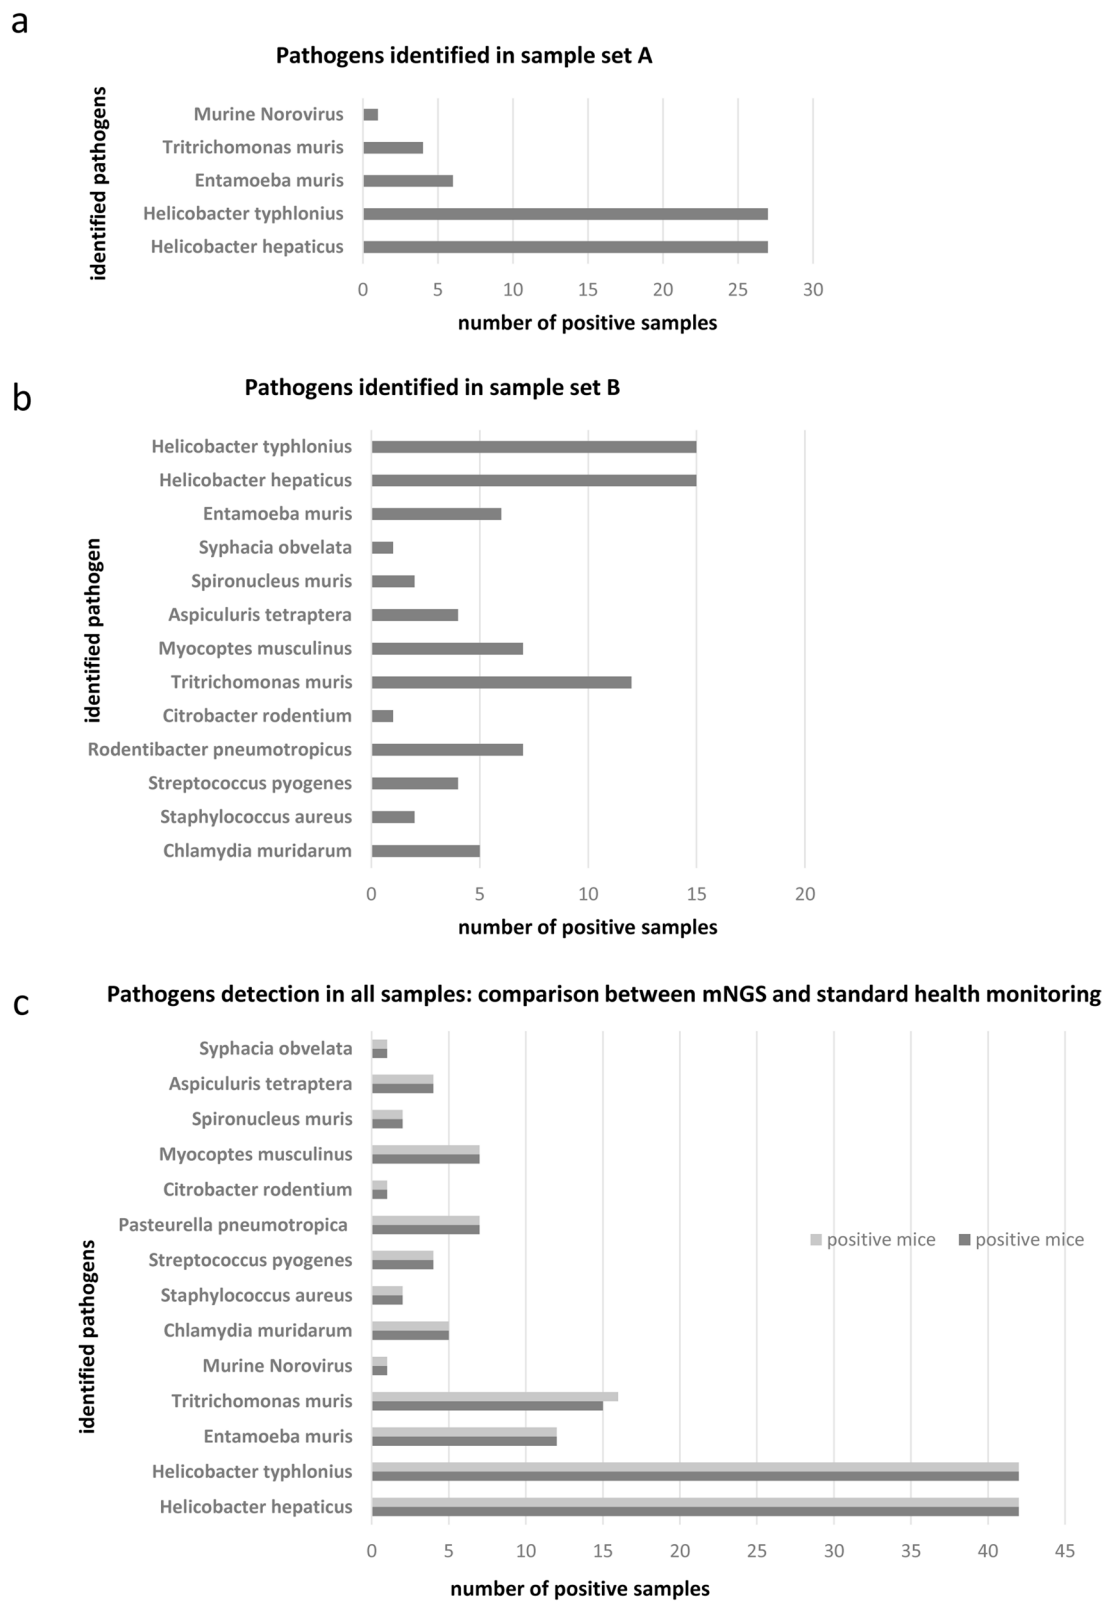 a
Pathogens identified in sample set A
identified pathogens
Murine Norovirus
Tritrichomonas muris
Entamoeba muris
Helicobacter typhlonius
Helicobacter hepaticus
0 5 10 15 20 25 30
number of positive samples
b
Pathogens identified in sample set B
identified pathogen
Helicobacter typhlonius
Helicobacter hepaticus
Entamoeba muris
Syphacia obvelata
Spironucleus muris
Aspiculuris tetraptera
Myocoptes musculinus
Tritrichomonas muris
Citrobacter rodentium
Rodentibacter pneumotropicus
Streptococcus pyogenes
Staphylococcus aureus
Chlamydia muridarum
0 5 10 15 20
number of positive samples
c
Pathogens detection in all samples: comparison between mNGS and standard health monitoring
identified pathogens
Syphacia obvelata
Aspiculuris tetraptera
Spironucleus muris
Myocoptes musculinus
Citrobacter rodentium
Pasteurella pneumotropica
Streptococcus pyogenes
Staphylococcus aureus
Chlamydia muridarum
Murine Norovirus
Tritrichomonas muris
Entamoeba muris
Helicobacter typhlonius
Helicobacter hepaticus
positive mice positive mice
0 5 10 15 20 25 30 35 40 45
number of positive samples